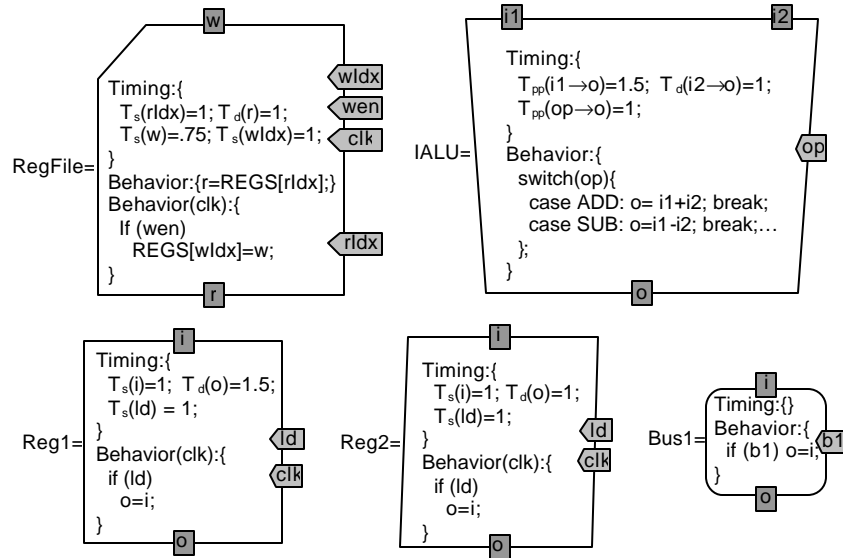 w
Timing:{
Tₛ(rIdx)=1; T_d(r)=1;
Tₛ(w)=.75; Tₛ(wIdx)=1;
}
Behavior:{r=REGS[rIdx];}
Behavior(clk):{
If (wen)
REGS[wIdx]=w;
}
wIdx
wen
clk
rIdx
r
RegFile=
i1
i2
Timing:{
Tₚₚ(i1→o)=1.5; T_d(i2→o)=1;
Tₚₚ(op→o)=1;
}
Behavior:{
switch(op){
case ADD: o= i1+i2; break;
case SUB: o=i1-i2; break;…
};
}
op
o
IALU=
i
Timing:{
Tₛ(i)=1; T_d(o)=1.5;
Tₛ(ld) = 1;
}
Behavior(clk):{
if (ld)
o=i;
}
ld
clk
o
Reg1=
i
Timing:{
Tₛ(i)=1; T_d(o)=1;
Tₛ(ld)=1;
}
Behavior(clk):{
if (ld)
o=i;
}
ld
clk
o
Reg2=
i
Timing:{}
Behavior:{
if (b1) o=i;
}
b1
o
Bus1=